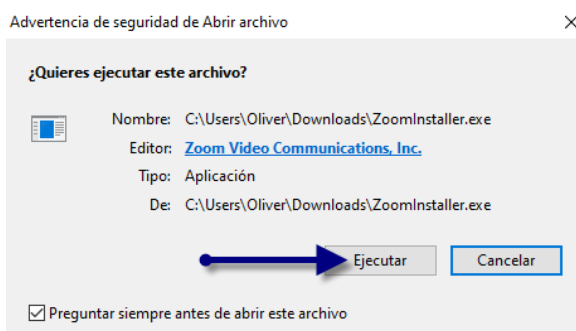 Advertencia de seguridad de Abrir archivo
¿Quieres ejecutar este archivo?
Nombre: C:\Users\Oliver\Downloads\ZoomInstaller.exe
Editor: Zoom Video Communications, Inc.
Tipo: Aplicación
De: C:\Users\Oliver\Downloads\ZoomInstaller.exe
Ejecutar Cancelar
Preguntar siempre antes de abrir este archivo